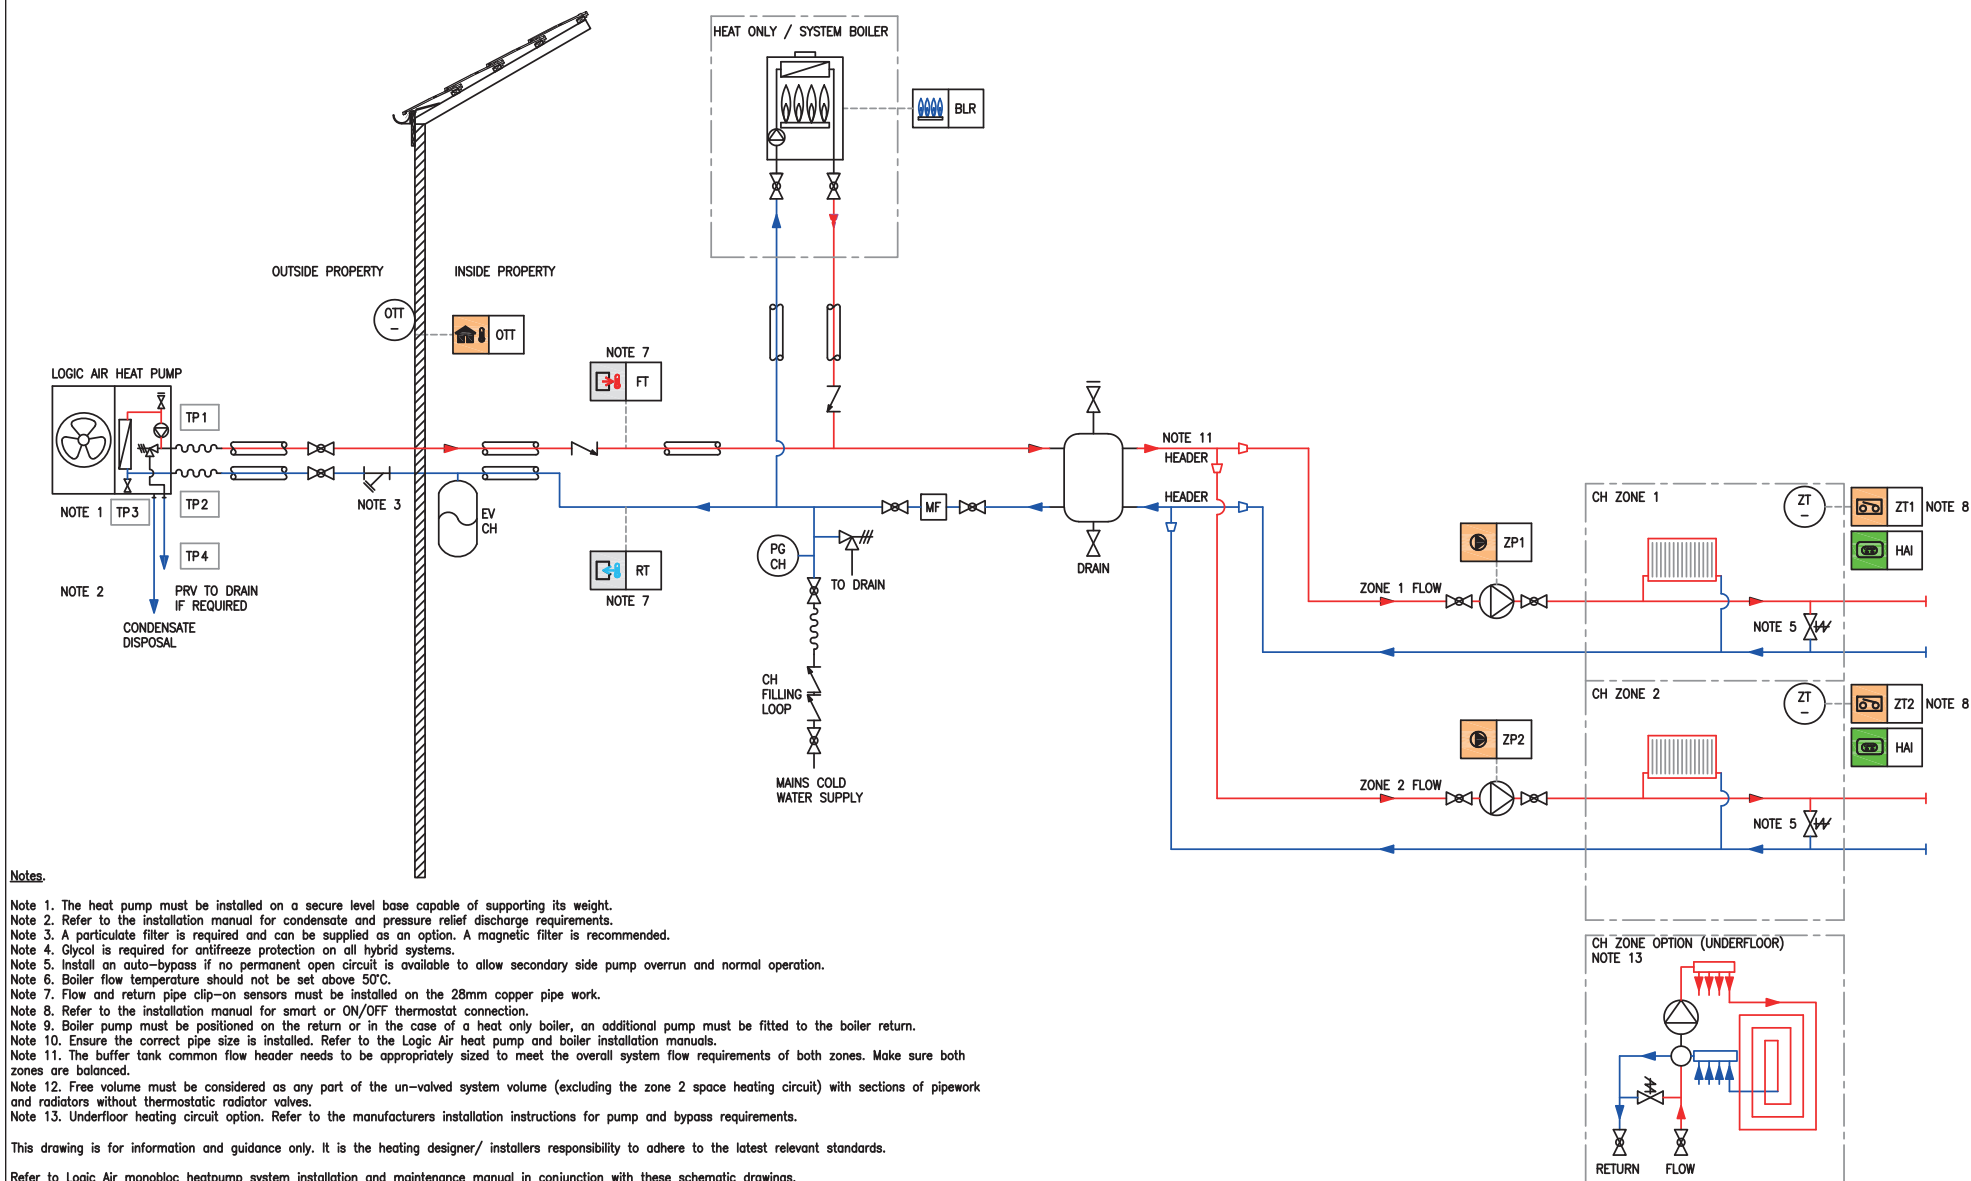 HEAT ONLY / SYSTEM BOILER
BLR
OUTSIDE PROPERTY
INSIDE PROPERTY
OTT
–
OTT
NOTE 7
FT
LOGIC AIR HEAT PUMP
TP1
TP2
NOTE 1
TP3
NOTE 3
EV
CH
TP4
NOTE 2
PRV TO DRAIN
IF REQUIRED
CONDENSATE
DISPOSAL
RT
NOTE 7
MF
PG
CH
TO DRAIN
CH
FILLING
LOOP
MAINS COLD
WATER SUPPLY
DRAIN
NOTE 11
HEADER
HEADER
CH ZONE 1
ZT
–
ZT1
NOTE 8
HAI
ZP1
ZONE 1 FLOW
NOTE 5
CH ZONE 2
ZT
–
ZT2
NOTE 8
HAI
ZP2
ZONE 2 FLOW
NOTE 5
CH ZONE OPTION (UNDERFLOOR)
NOTE 13
RETURN
FLOW
Notes.
Note 1. The heat pump must be installed on a secure level base capable of supporting its weight.
Note 2. Refer to the installation manual for condensate and pressure relief discharge requirements.
Note 3. A particulate filter is required and can be supplied as an option. A magnetic filter is recommended.
Note 4. Glycol is required for antifreeze protection on all hybrid systems.
Note 5. Install an auto-bypass if no permanent open circuit is available to allow secondary side pump overrun and normal operation.
Note 6. Boiler flow temperature should not be set above 50°C.
Note 7. Flow and return pipe clip-on sensors must be installed on the 28mm copper pipe work.
Note 8. Refer to the installation manual for smart or ON/OFF thermostat connection.
Note 9. Boiler pump must be positioned on the return or in the case of a heat only boiler, an additional pump must be fitted to the boiler return.
Note 10. Ensure the correct pipe size is installed. Refer to the Logic Air heat pump and boiler installation manuals.
Note 11. The buffer tank common flow header needs to be appropriately sized to meet the overall system flow requirements of both zones. Make sure both
zones are balanced.
Note 12. Free volume must be considered as any part of the un-valved system volume (excluding the zone 2 space heating circuit) with sections of pipework
and radiators without thermostatic radiator valves.
Note 13. Underfloor heating circuit option. Refer to the manufacturers installation instructions for pump and bypass requirements.
This drawing is for information and guidance only. It is the heating designer/ installers responsibility to adhere to the latest relevant standards.
Refer to Logic Air monobloc heatpump system installation and maintenance manual in conjunction with these schematic drawings.